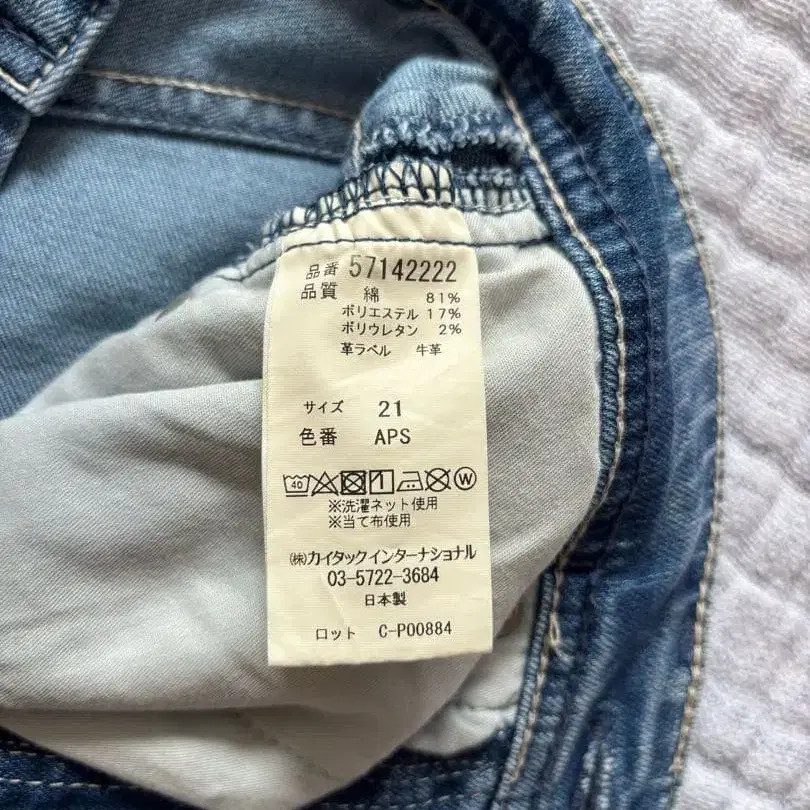 品番 57142222
品質 綿 81%
ポリエステル 17%
ポリウレタン 2%
革ラベル 牛革
サイズ 21
色番 APS
40 W
※洗濯ネット使用
※当て布使用
㈱カイタックインターナショナル
03-5722-3684
日本製
ロット C-P00884